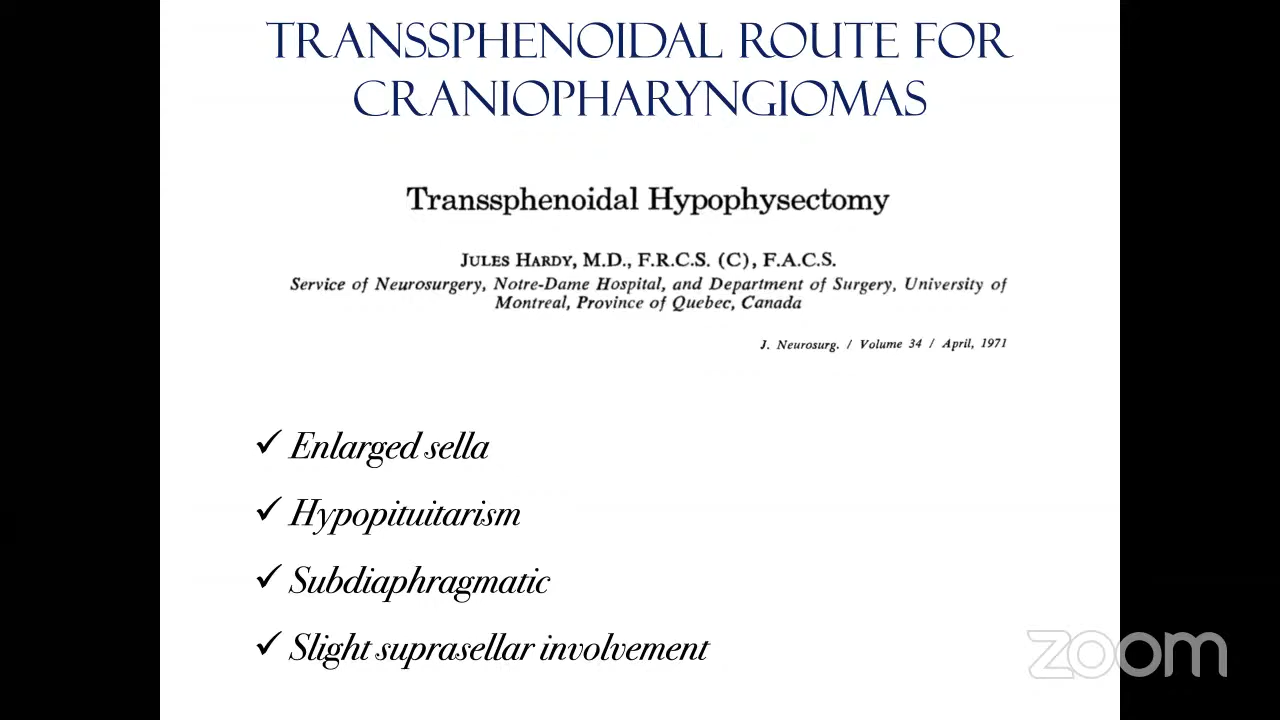 TRANSSPHENOIDAL ROUTE FOR
CRANIOPHARYNGIOMAS
Transsphenoidal Hypophysectomy
JULES HARDY, M.D., F.R.C.S. (C), F.A.C.S.
Service of Neurosurgery, Notre-Dame Hospital, and Department of Surgery, University of
Montreal, Province of Quebec, Canada
J. Neurosurg. / Volume 34 / April, 1971
✓ Enlarged sella
✓ Hypopituitarism
✓ Subdiaphragmatic
✓ Slight suprasellar involvement
zoom